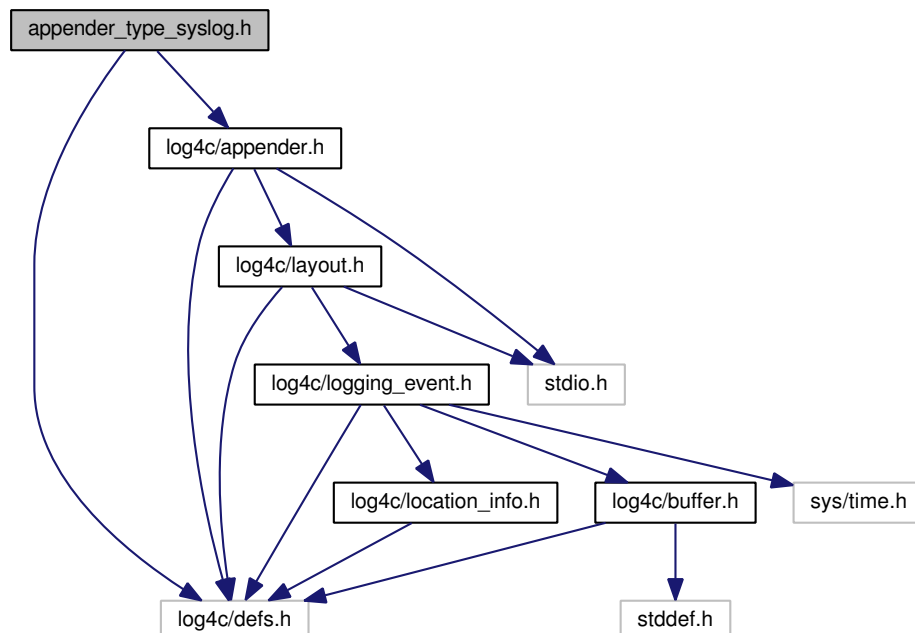 appender_type_syslog.h
log4c/appender.h
log4c/layout.h
log4c/logging_event.h
stdio.h
log4c/location_info.h
log4c/buffer.h
sys/time.h
log4c/defs.h
stddef.h